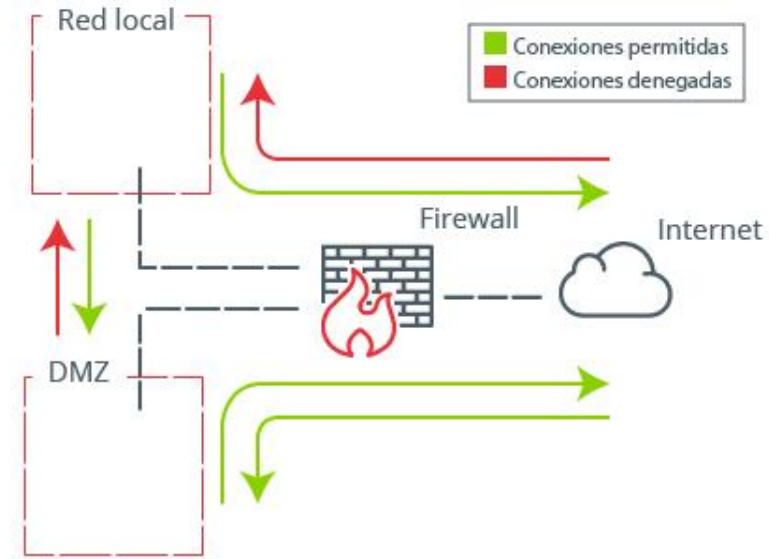 Red local
Conexiones permitidas
Conexiones denegadas
Firewall
Internet
DMZ